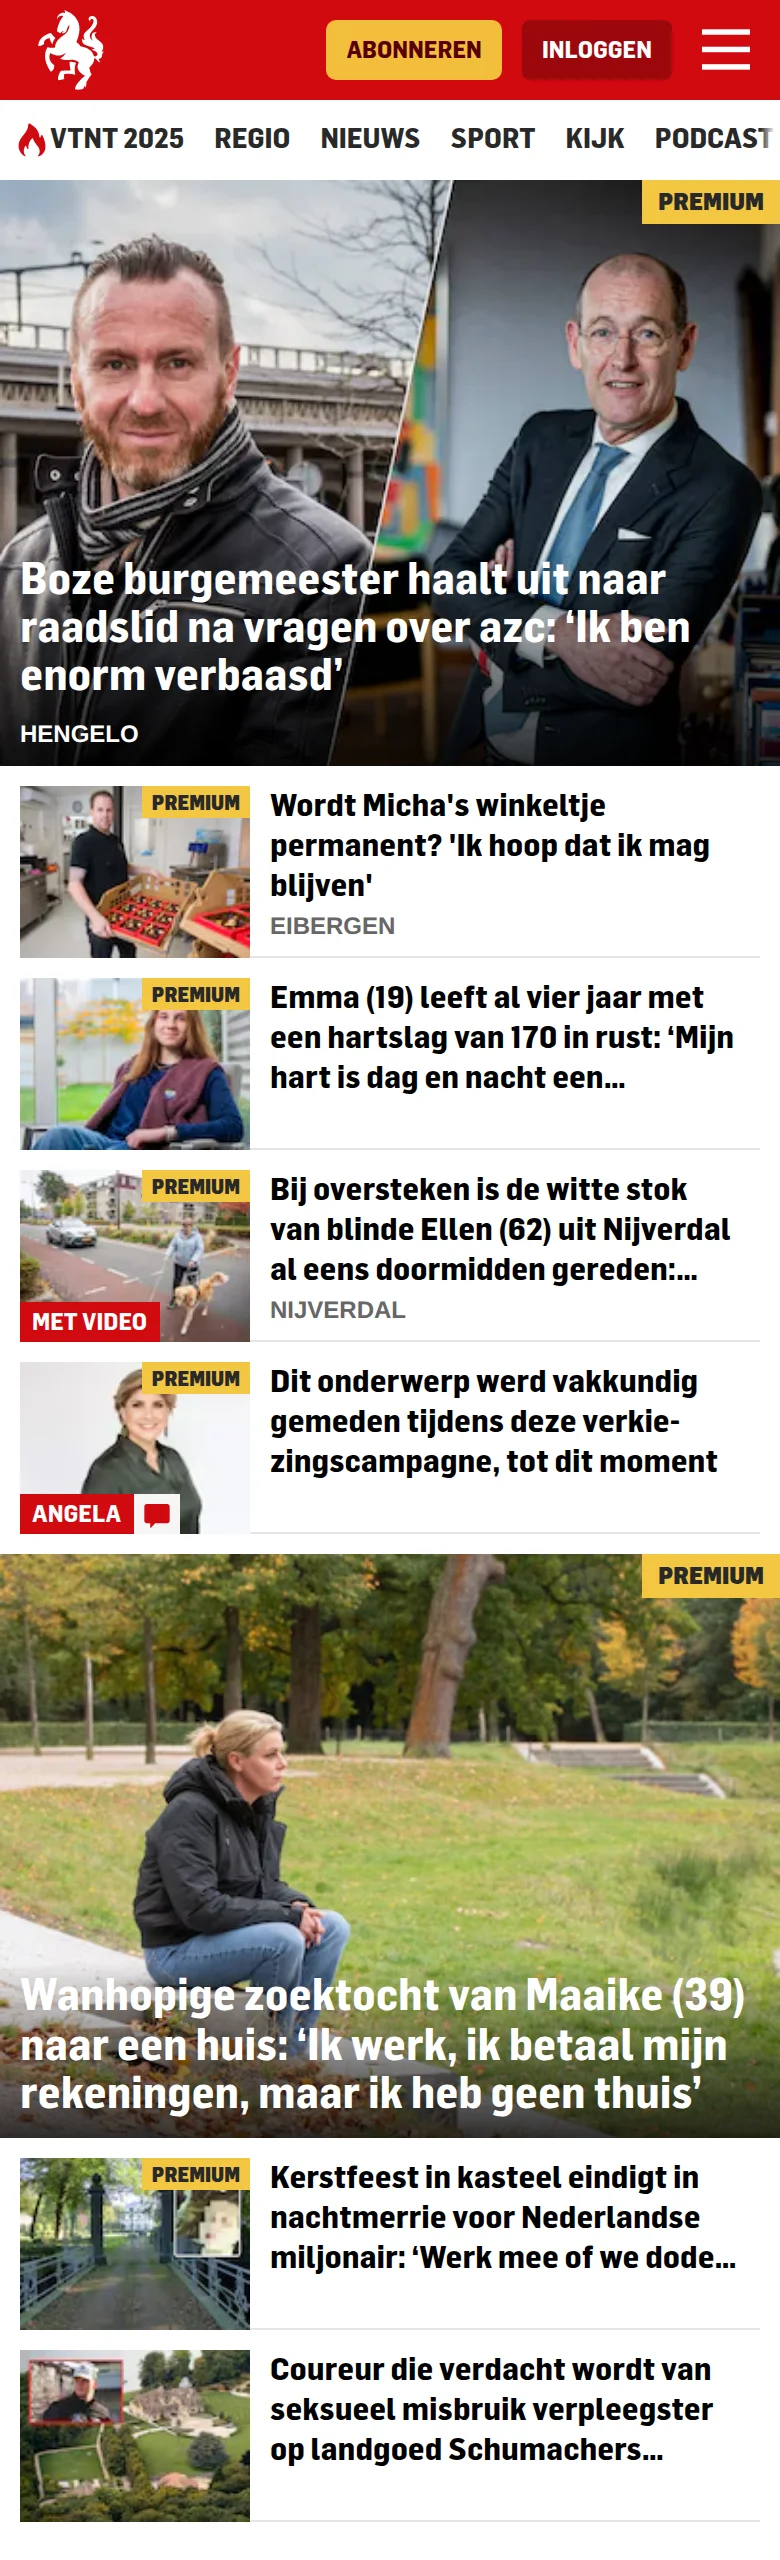 ABONNEREN
INLOGGEN
VTNT 2025 REGIO NIEUWS SPORT KIJK PODCAST
PREMIUM
Boze burgemeester haalt uit naar
raadslid na vragen over azc: ‘Ik ben
enorm verbaasd’
HENGELO
PREMIUM
Wordt Micha's winkeltje
permanent? 'Ik hoop dat ik mag
blijven'
EIBERGEN
PREMIUM
Emma (19) leeft al vier jaar met
een hartslag van 170 in rust: ‘Mijn
hart is dag en nacht een...
PREMIUM
MET VIDEO
Bij oversteken is de witte stok
van blinde Ellen (62) uit Nijverdal
al eens doormidden gereden:...
NIJVERDAL
PREMIUM
ANGELA
Dit onderwerp werd vakkundig
gemeden tijdens deze verkie-
zingscampagne, tot dit moment
PREMIUM
Wanhopige zoektocht van Maaike (39)
naar een huis: ‘Ik werk, ik betaal mijn
rekeningen, maar ik heb geen thuis’
PREMIUM
Kerstfeest in kasteel eindigt in
nachtmerrie voor Nederlandse
miljonair: ‘Werk mee of we dode...
Coureur die verdacht wordt van
seksueel misbruik verpleegster
op landgoed Schumachers...